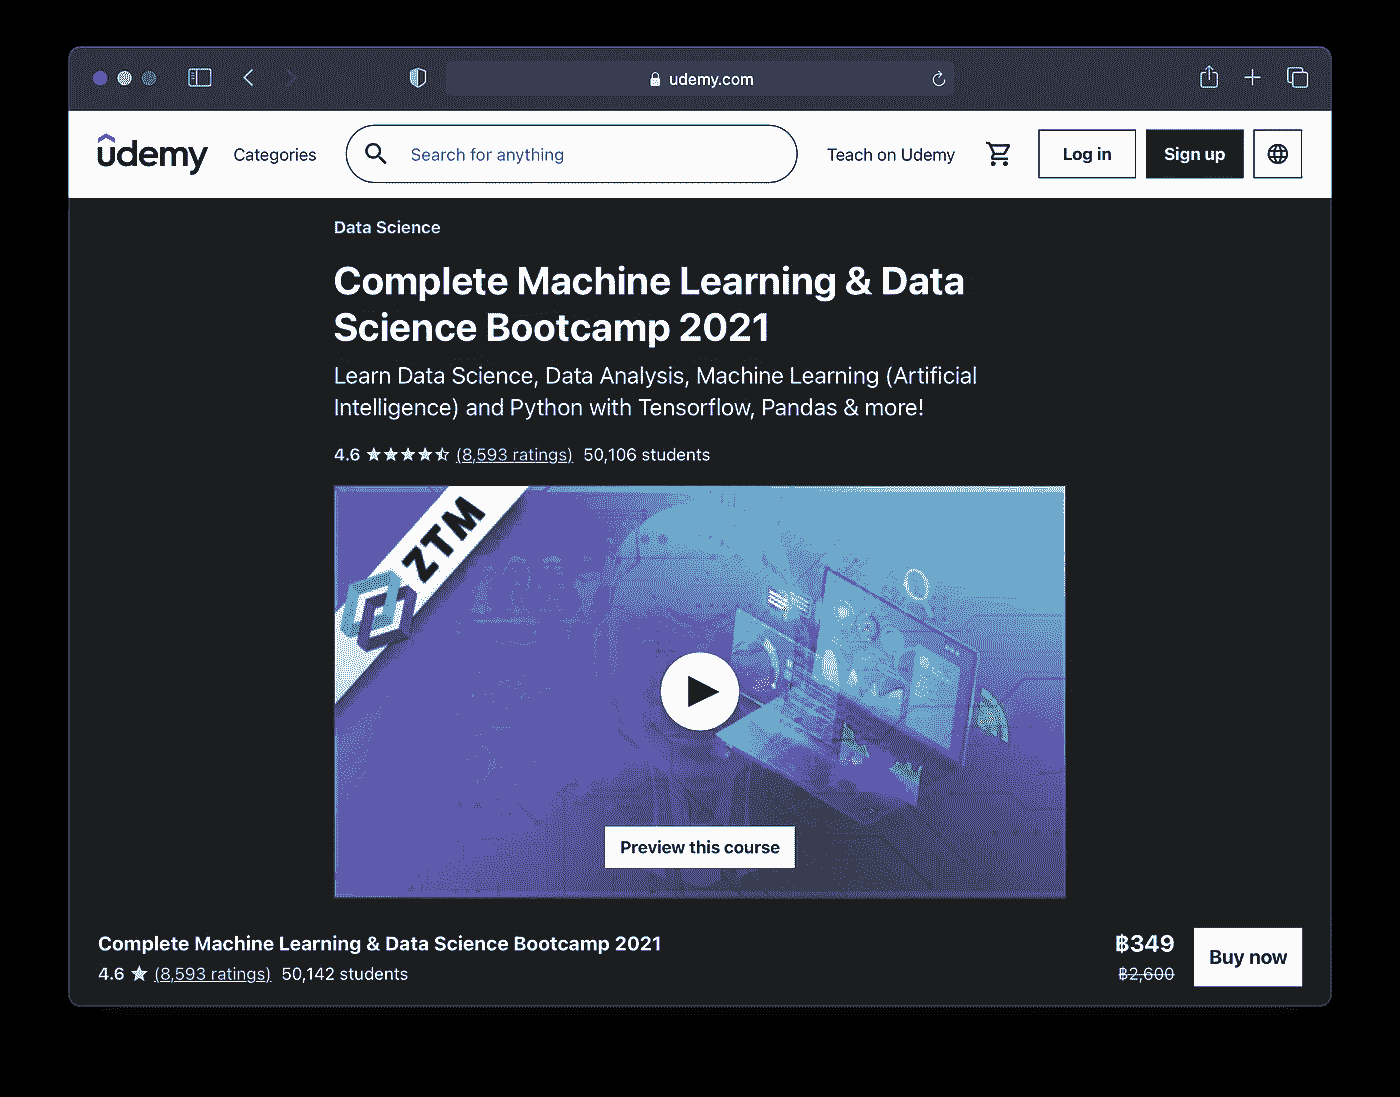 udemy.com
udemy Categories Search for anything Teach on Udemy Log in Sign up
Data Science
Complete Machine Learning & Data
Science Bootcamp 2021
Learn Data Science, Data Analysis, Machine Learning (Artificial
Intelligence) and Python with Tensorflow, Pandas & more!
4.6 (8,593 ratings) 50,106 students
ZTM
Preview this course
Complete Machine Learning & Data Science Bootcamp 2021
4.6 (8,593 ratings) 50,142 students
฿349
฿2,600
Buy now